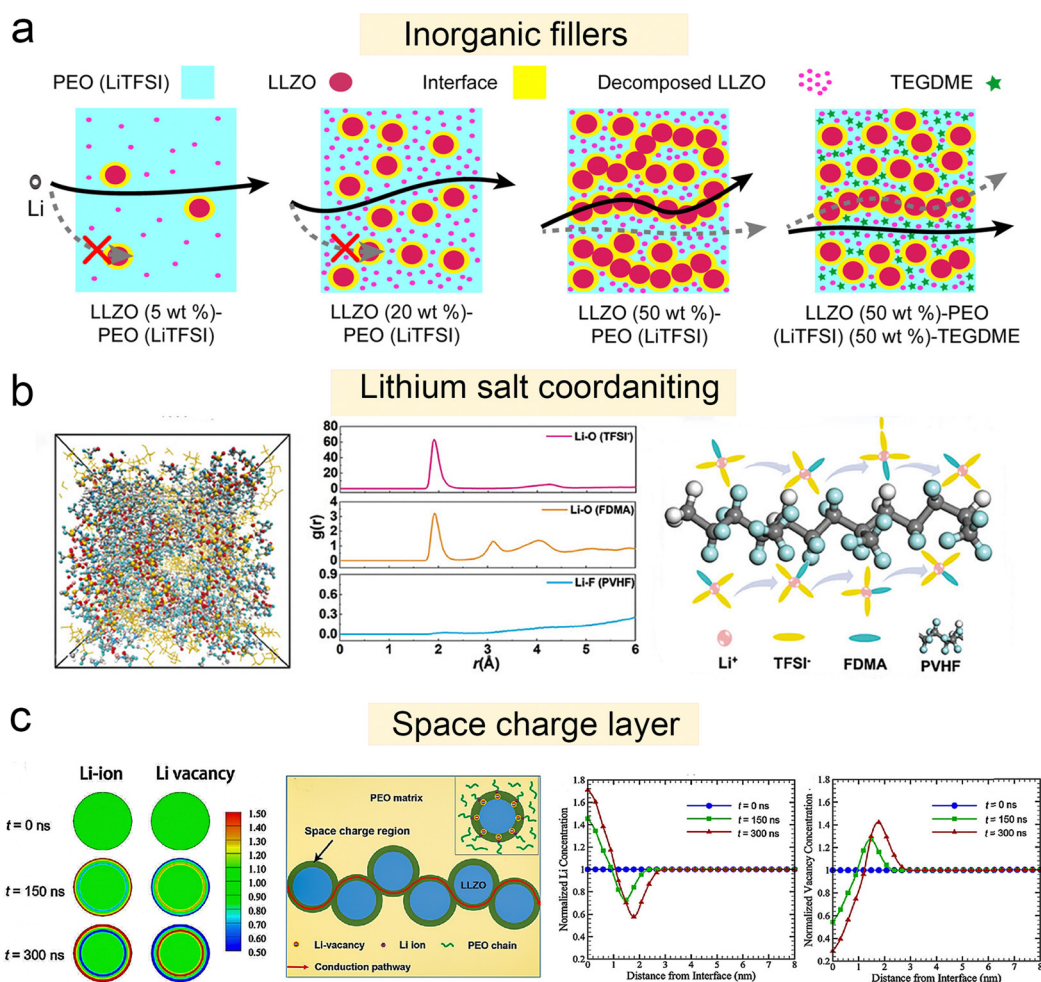 a
Inorganic fillers
PEO (LiTFSI)
LLZO
Interface
Decomposed LLZO
TEGDME
Li
LLZO (5 wt %)-
PEO (LiTFSI)
LLZO (20 wt %)-
PEO (LiTFSI)
LLZO (50 wt %)-
PEO (LiTFSI)
LLZO (50 wt %)-PEO
(LiTFSI) (50 wt %)-TEGDME
b
Lithium salt coordaniting
g(r)
80
60
40
20
0
Li-O (TFSI-)
4
2
0
Li-O (FDMA)
0.9
0.6
0.3
0.0
Li-F (PVHF)
0 1 2 3 4 5 6
r(Å)
Li+
TFSI-
FDMA
PVHF
c
Space charge layer
Li-ion
Li vacancy
t = 0 ns
t = 150 ns
t = 300 ns
1.50
1.40
1.30
1.20
1.10
1.00
0.90
0.80
0.70
0.60
0.50
PEO matrix
Space charge region
LLZO
Li-vacancy
Li ion
PEO chain
Conduction pathway
Normalized Li Concentration
1.8
1.6
1.4
1.2
1
0.8
0.6
0.4
0.2
t = 0 ns
t = 150 ns
t = 300 ns
0 1 2 3 4 5 6 7 8
Distance from Interface (nm)
Normalized Vacancy Concentration
1.8
1.6
1.4
1.2
1
0.8
0.6
0.4
0.2
t = 0 ns
t = 150 ns
t = 300 ns
0 1 2 3 4 5 6 7 8
Distance from Interface (nm)